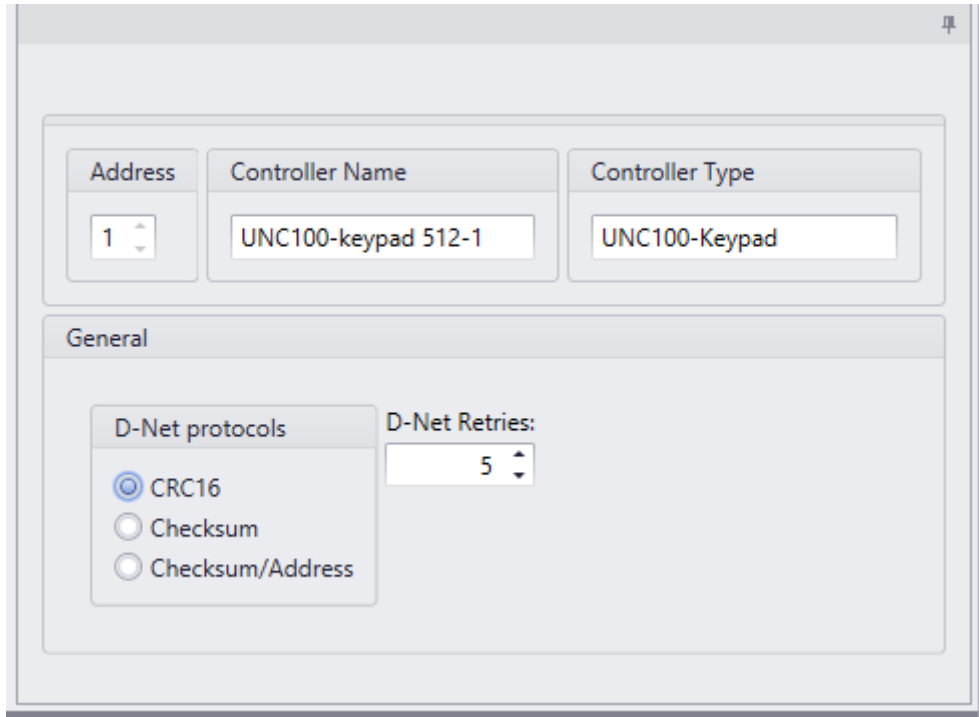 Address
Controller Name
Controller Type
1
UNC100-keypad 512-1
UNC100-Keypad
General
D-Net protocols
D-Net Retries:
5
CRC16
Checksum
Checksum/Address